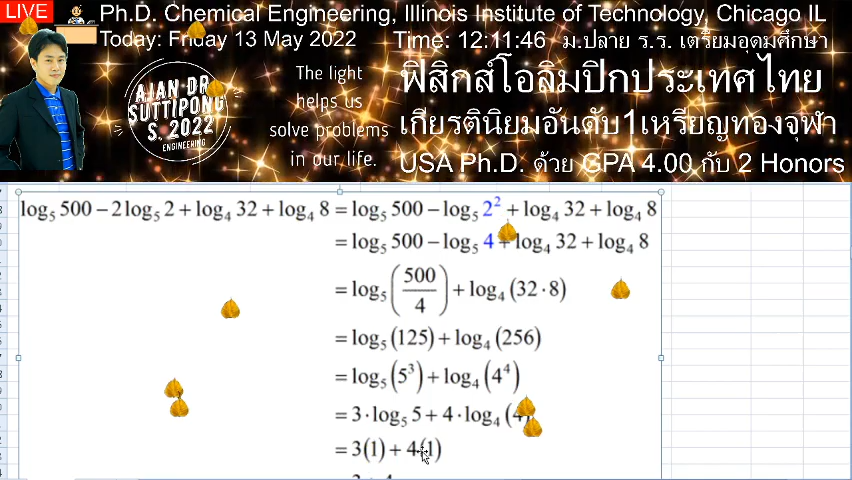 LIVE
Ph.D. Chemical Engineering, Illinois Institute of Technology, Chicago IL
Today: Friday 13 May 2022 Time: 12:11:46 ม.ปลาย ร.ร. เตรียมอุดมศึกษา
AJAN DR.
SUTTIPONG
S. 2022
ENGINEERING
The light
helps us
solve problems
in our life.
ฟิสิกส์โอลิมปิกประเทศไทย
เกียรตินิยมอันดับ1เหรียญทองจุฬา
USA Ph.D. ด้วย GPA 4.00 กับ 2 Honors
log₅ 500 − 2 log₅ 2 + log₄ 32 + log₄ 8 = log₅ 500 − log₅ 2² + log₄ 32 + log₄ 8
= log₅ 500 − log₅ 4 + log₄ 32 + log₄ 8
= log₅ (500/4) + log₄ (32 · 8)
= log₅ (125) + log₄ (256)
= log₅ (5³) + log₄ (4⁴)
= 3 · log₅ 5 + 4 · log₄ (4)
= 3(1) + 4(1)